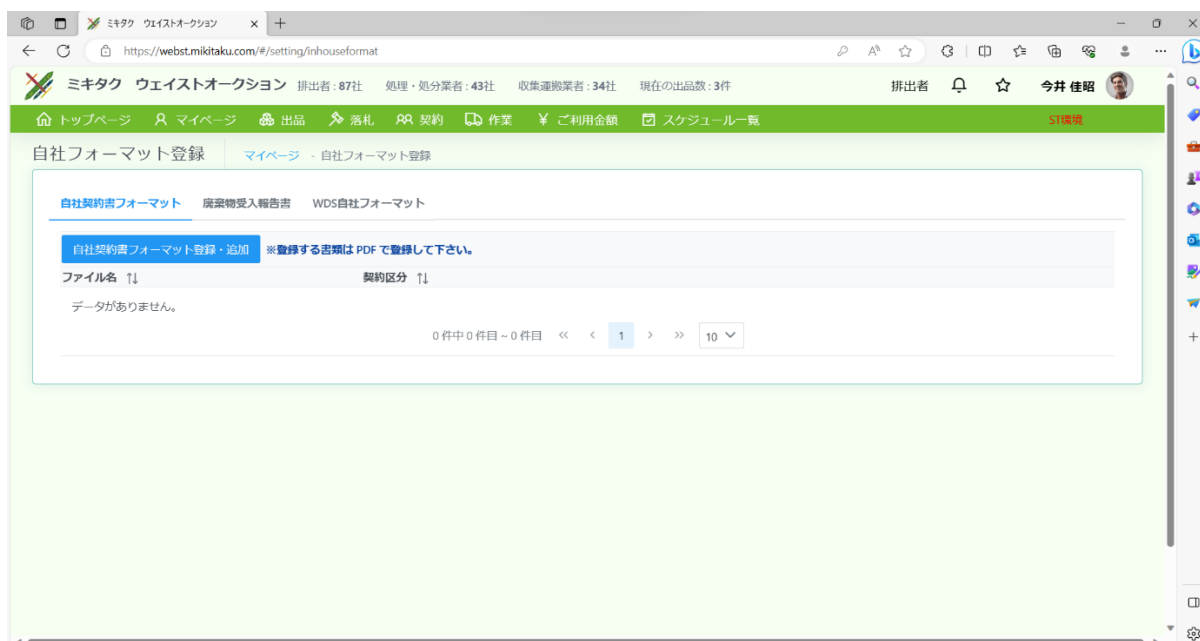 ミキタク ウエイストオークション
https://webst.mikitaku.com/#/setting/inhouseformat
ミキタク ウェイストオークション 排出者：87社 処理・処分業者：43社 収集運搬業者：34社 現在の出品数：3件 排出者 今井 佳昭
トップページ マイページ 出品 落札 契約 作業 ¥ ご利用金額 スケジュール一覧 ST環境
自社フォーマット登録 マイページ - 自社フォーマット登録
自社契約書フォーマット 廃棄物受入報告書 WDS自社フォーマット
自社契約書フォーマット登録・追加 ※登録する書類は PDF で登録して下さい。
ファイル名 契約区分
データがありません。
0 件中 0 件目 ~ 0 件目 << < 1 > >> 10